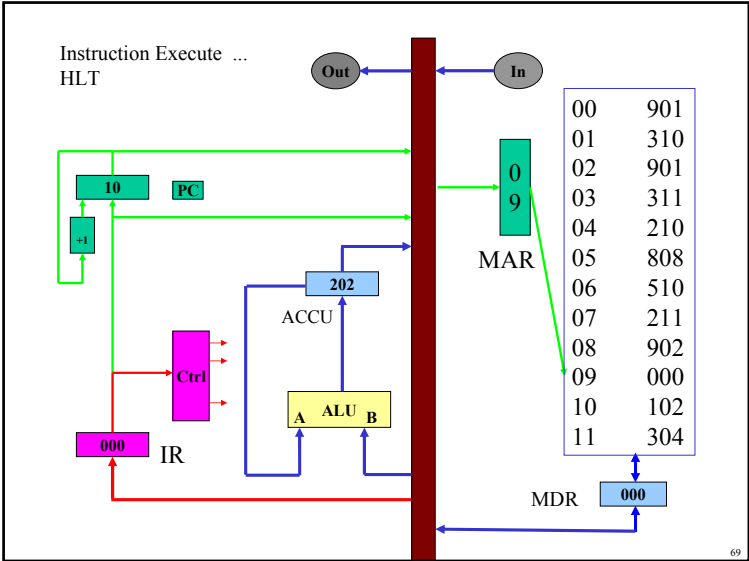 Instruction Execute ...
HLT
Out
In
10
PC
+1
0
9
MAR
202
ACCU
Ctrl
ALU
A
B
000
IR
00 901
01 310
02 901
03 311
04 210
05 808
06 510
07 211
08 902
09 000
10 102
11 304
MDR
000
69